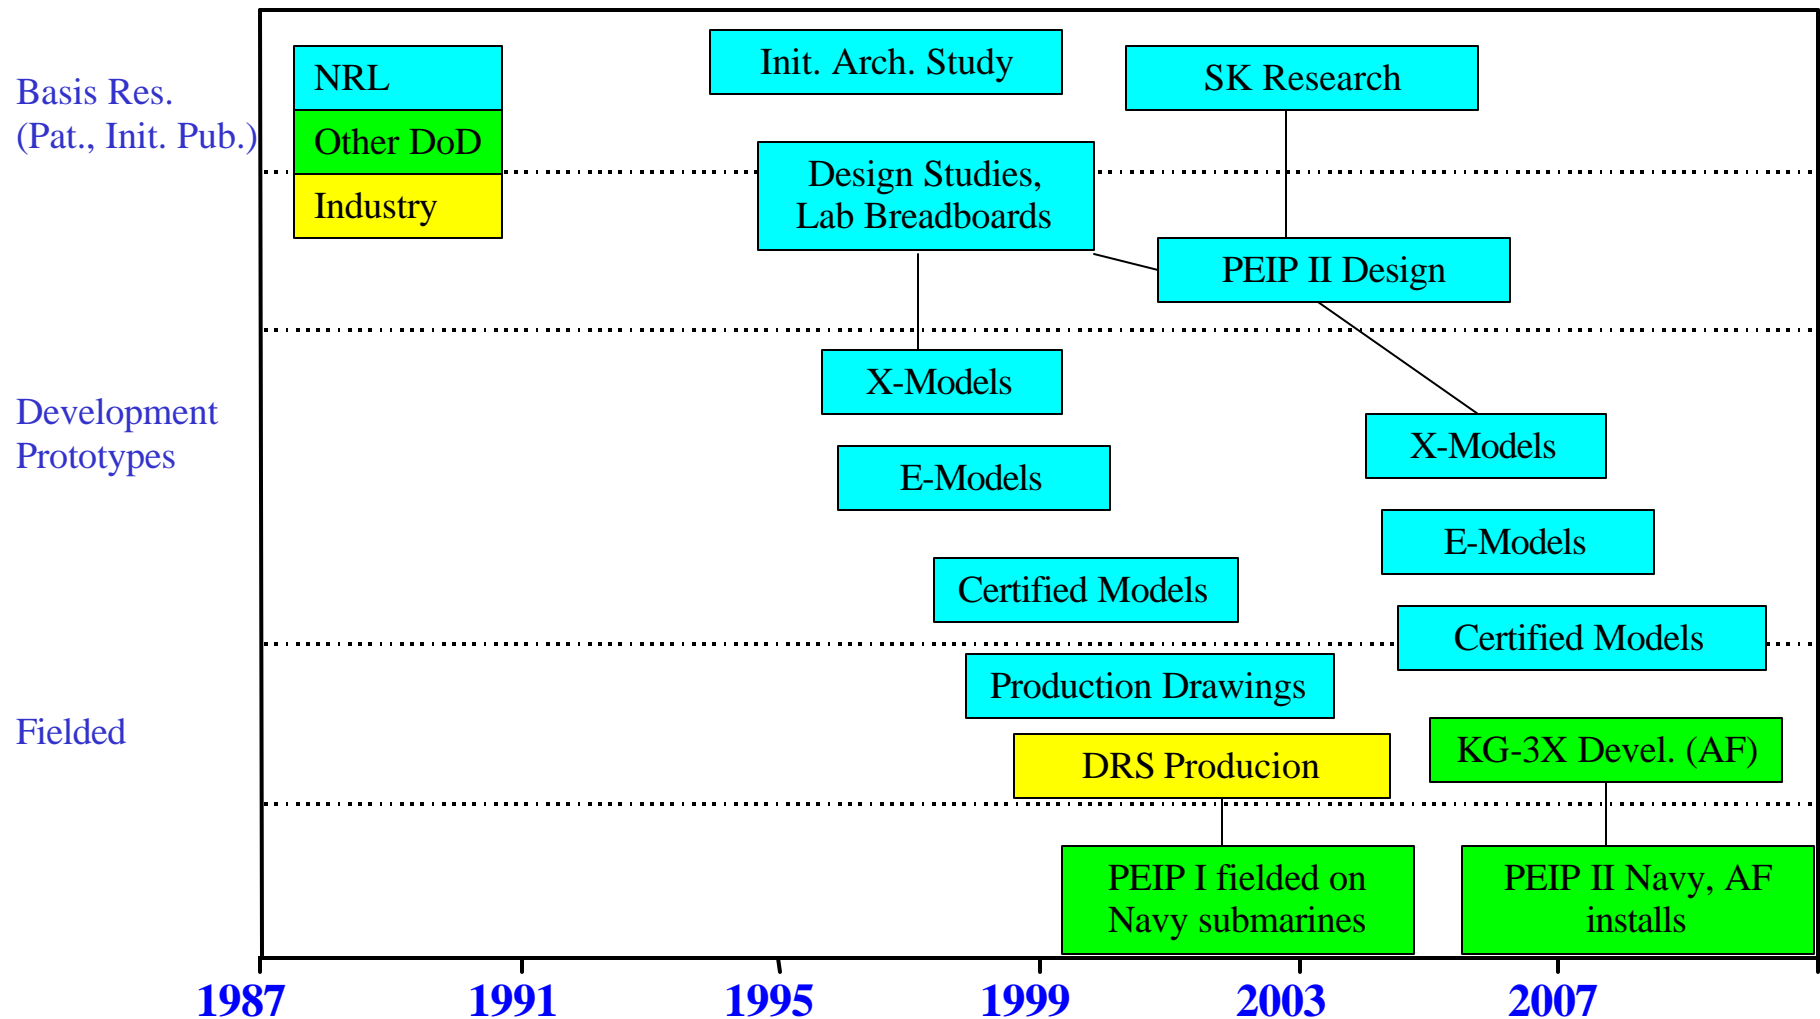 Basis Res.
(Pat., Init. Pub.)
NRL
Other DoD
Industry
Init. Arch. Study
SK Research
Design Studies,
Lab Breadboards
PEIP II Design
Development
Prototypes
X-Models
X-Models
E-Models
E-Models
Certified Models
Certified Models
Fielded
Production Drawings
DRS Producion
KG-3X Devel. (AF)
PEIP I fielded on
Navy submarines
PEIP II Navy, AF
installs
1987
1991
1995
1999
2003
2007